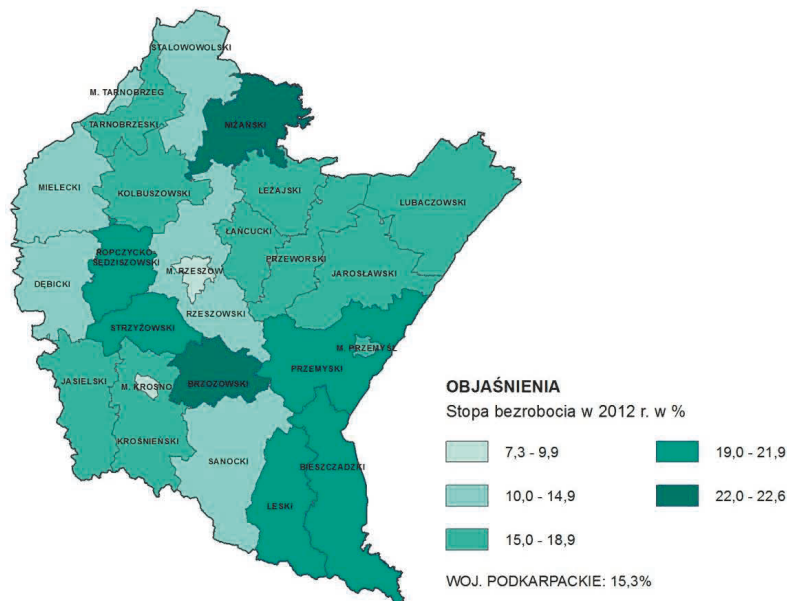 STALOWOWOLSKI
M. TARNOBRZEG
TARNOBRZESKI
NIŻAŃSKI
MIELECKI
KOLBUSZOWSKI
LEŻAJSKI
LUBACZOWSKI
ŁAŃCUCKI
ROPCZYCKO-
SĘDZISZOWSKI
PRZEWORSKI
M. RZESZÓW
JAROSŁAWSKI
DĘBICKI
RZESZOWSKI
STRZYŻOWSKI
M. PRZEMYŚL
PRZEMYSKI
JASIELSKI
M. KROSNO
BRZOZOWSKI
KROŚNIEŃSKI
SANOCKI
BIESZCZADZKI
LESKI
OBJAŚNIENIA
Stopa bezrobocia w 2012 r. w %
7,3 - 9,9
19,0 - 21,9
10,0 - 14,9
22,0 - 22,6
15,0 - 18,9
WOJ. PODKARPACKIE: 15,3%